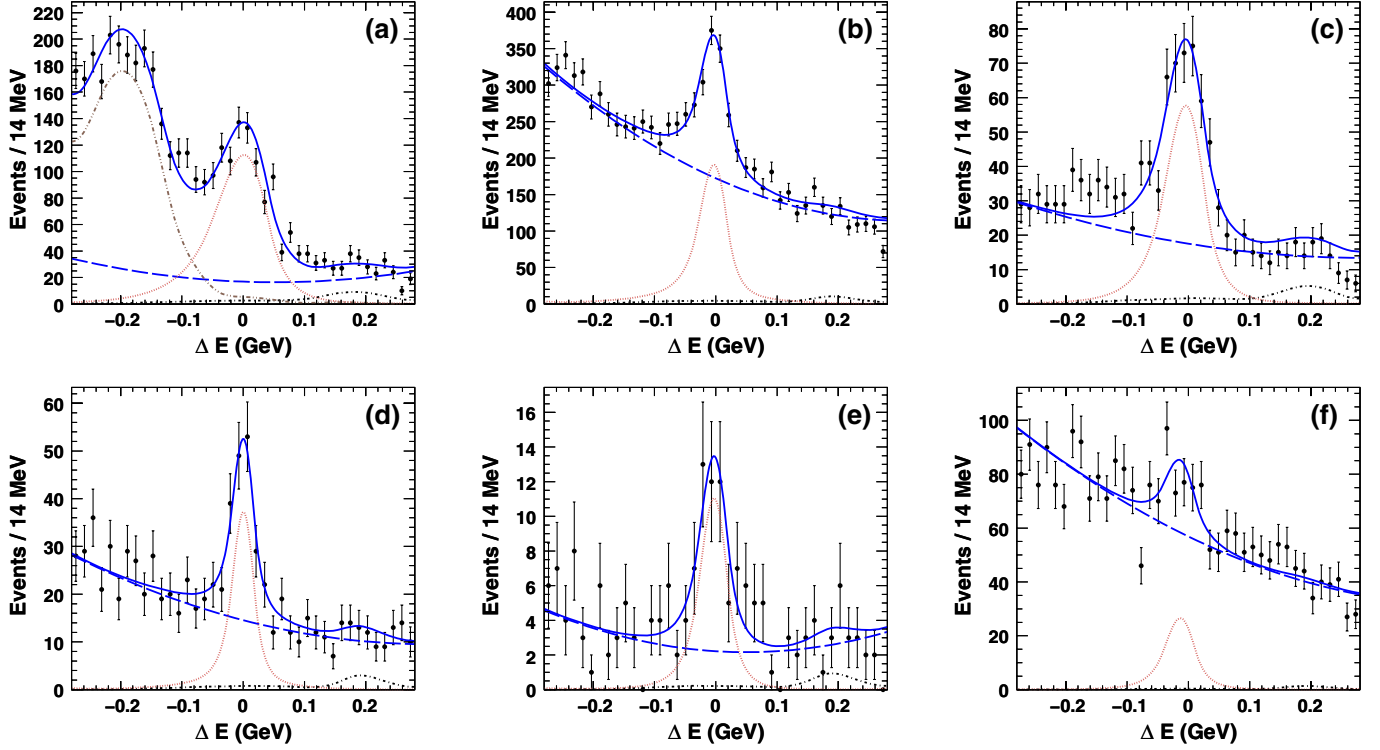 (a)
Events / 14 MeV
220
200
180
160
140
120
100
80
60
40
20
0
−0.2 −0.1 0 0.1 0.2
Δ E (GeV)
(b)
Events / 14 MeV
400
350
300
250
200
150
100
50
0
−0.2 −0.1 0 0.1 0.2
Δ E (GeV)
(c)
Events / 14 MeV
80
70
60
50
40
30
20
10
0
−0.2 −0.1 0 0.1 0.2
Δ E (GeV)
(d)
Events / 14 MeV
60
50
40
30
20
10
0
−0.2 −0.1 0 0.1 0.2
Δ E (GeV)
(e)
Events / 14 MeV
16
14
12
10
8
6
4
2
0
−0.2 −0.1 0 0.1 0.2
Δ E (GeV)
(f)
Events / 14 MeV
100
80
60
40
20
0
−0.2 −0.1 0 0.1 0.2
Δ E (GeV)